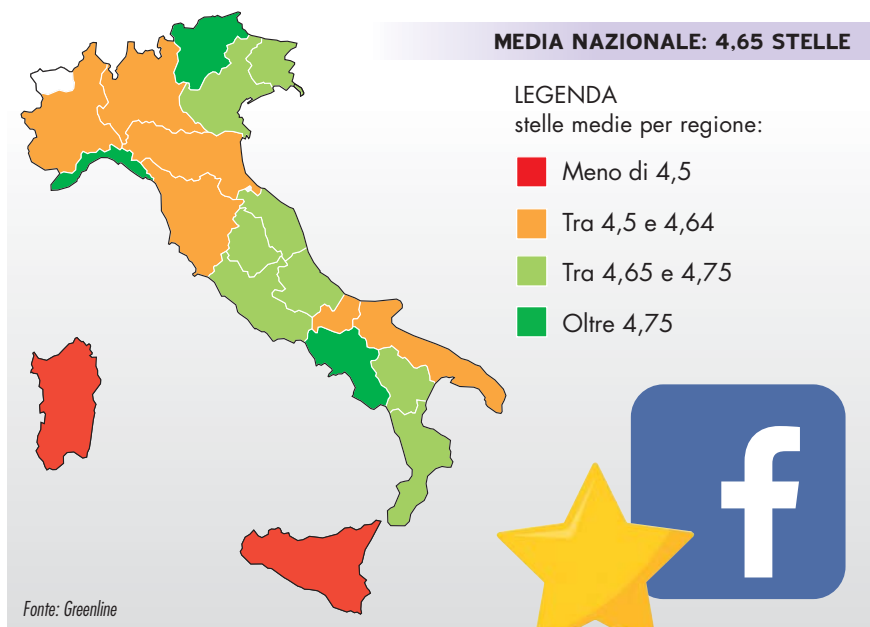 MEDIA NAZIONALE: 4,65 STELLE
LEGENDA
stelle medie per regione:
Meno di 4,5
Tra 4,5 e 4,64
Tra 4,65 e 4,75
Oltre 4,75
f
Fonte: Greenline